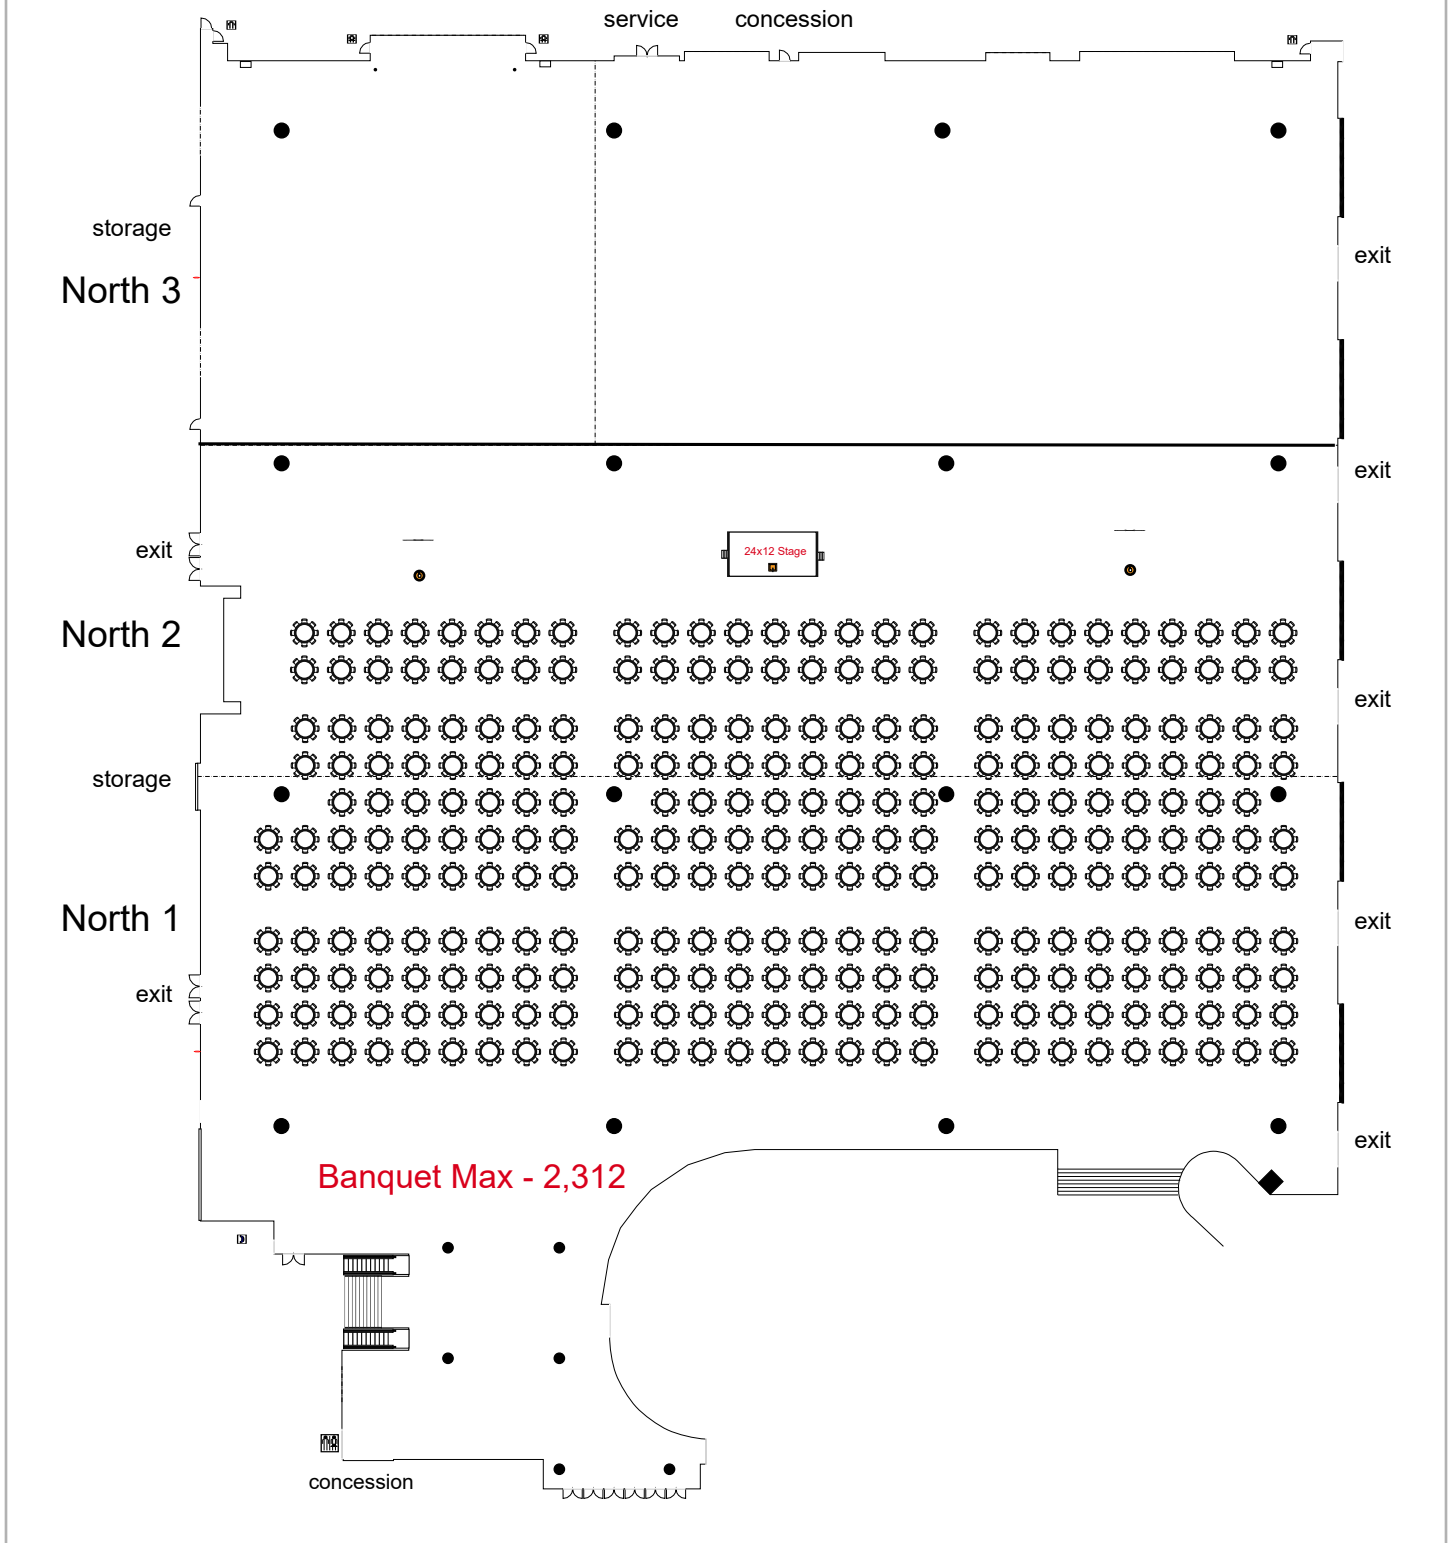 service
concession
storage
exit
North 3
exit
exit
24x12 Stage
North 2
exit
storage
North 1
exit
exit
exit
Banquet Max - 2,312
concession